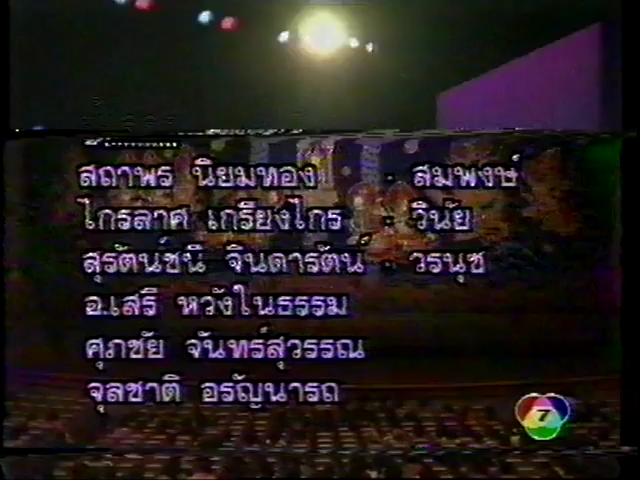 สถาพร นิยมทอง - สมพงษ์
ไกรลาศ เกรียงไกร - วินัย
สุรัตน์ชนี จินดารัตน์ - วรนุช
อ.เสรี หวังในธรรม
ศุภชัย จันทร์สุวรรณ
จุลชาติ อรัญนารถ
7